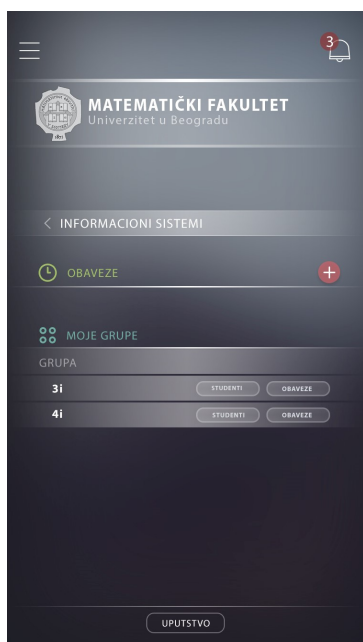 3
MATEMATIČKI FAKULTET
Univerzitet u Beogradu
INFORMACIONI SISTEMI
OBAVEZE
MOJE GRUPE
GRUPA
3i STUDENTI OBAVEZE
4i STUDENTI OBAVEZE
UPUTSTVO